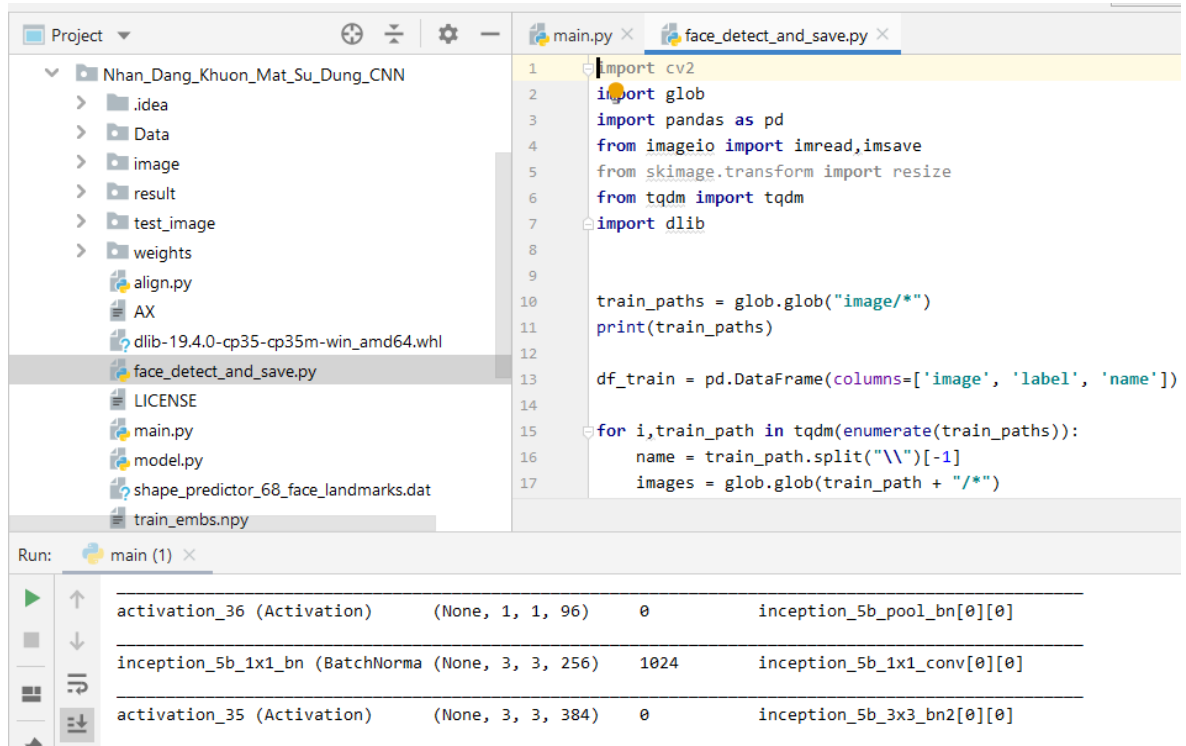 Project
Nhan_Dang_Khuon_Mat_Su_Dung_CNN
.idea
Data
image
result
test_image
weights
align.py
AX
dlib-19.4.0-cp35-cp35m-win_amd64.whl
face_detect_and_save.py
LICENSE
main.py
model.py
shape_predictor_68_face_landmarks.dat
train_embs.npy
main.py face_detect_and_save.py
1 import cv2
2 import glob
3 import pandas as pd
4 from imageio import imread,imsave
5 from skimage.transform import resize
6 from tqdm import tqdm
7 import dlib
8
9
10 train_paths = glob.glob("image/*")
11 print(train_paths)
12
13 df_train = pd.DataFrame(columns=['image', 'label', 'name'])
14
15 for i,train_path in tqdm(enumerate(train_paths)):
16 name = train_path.split("\\")[-1]
17 images = glob.glob(train_path + "/*")
Run: main (1)
activation_36 (Activation) (None, 1, 1, 96) 0 inception_5b_pool_bn[0][0]
inception_5b_1x1_bn (BatchNorma (None, 3, 3, 256) 1024 inception_5b_1x1_conv[0][0]
activation_35 (Activation) (None, 3, 3, 384) 0 inception_5b_3x3_bn2[0][0]